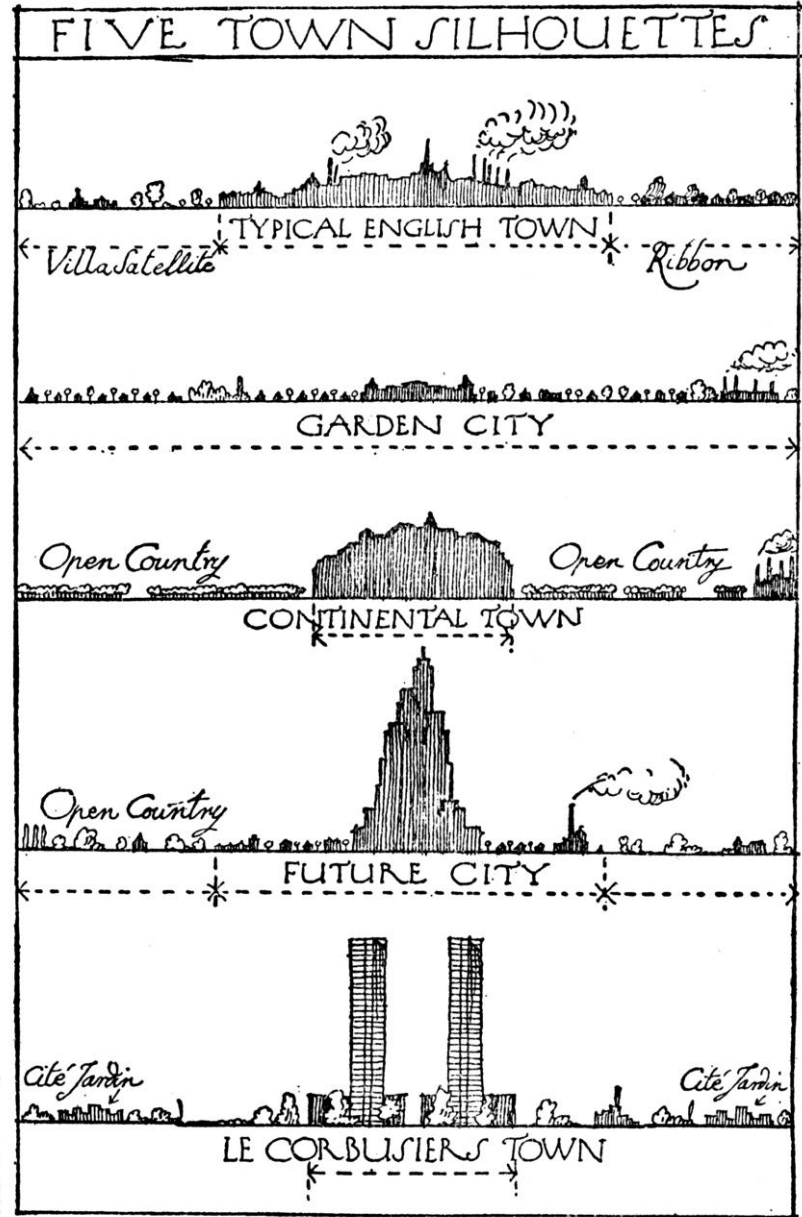 FIVE TOWN SILHOUETTES
TYPICAL ENGLISH TOWN
Villa Satellite
Ribbon
GARDEN CITY
Open Country
Open Country
CONTINENTAL TOWN
Open Country
FUTURE CITY
Cité Jardin
Cité Jardin
LE CORBUSIERS TOWN